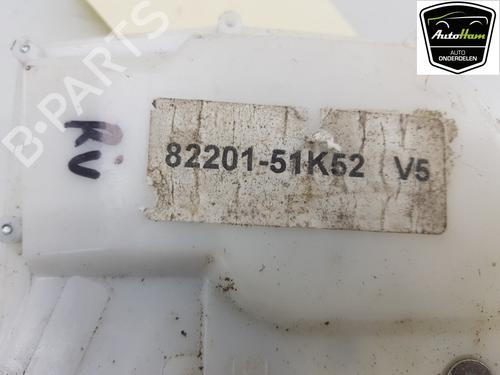 AutoHam
AUTO
ONDERDELEN
B-PARTS
RV
82201-51K52 V5